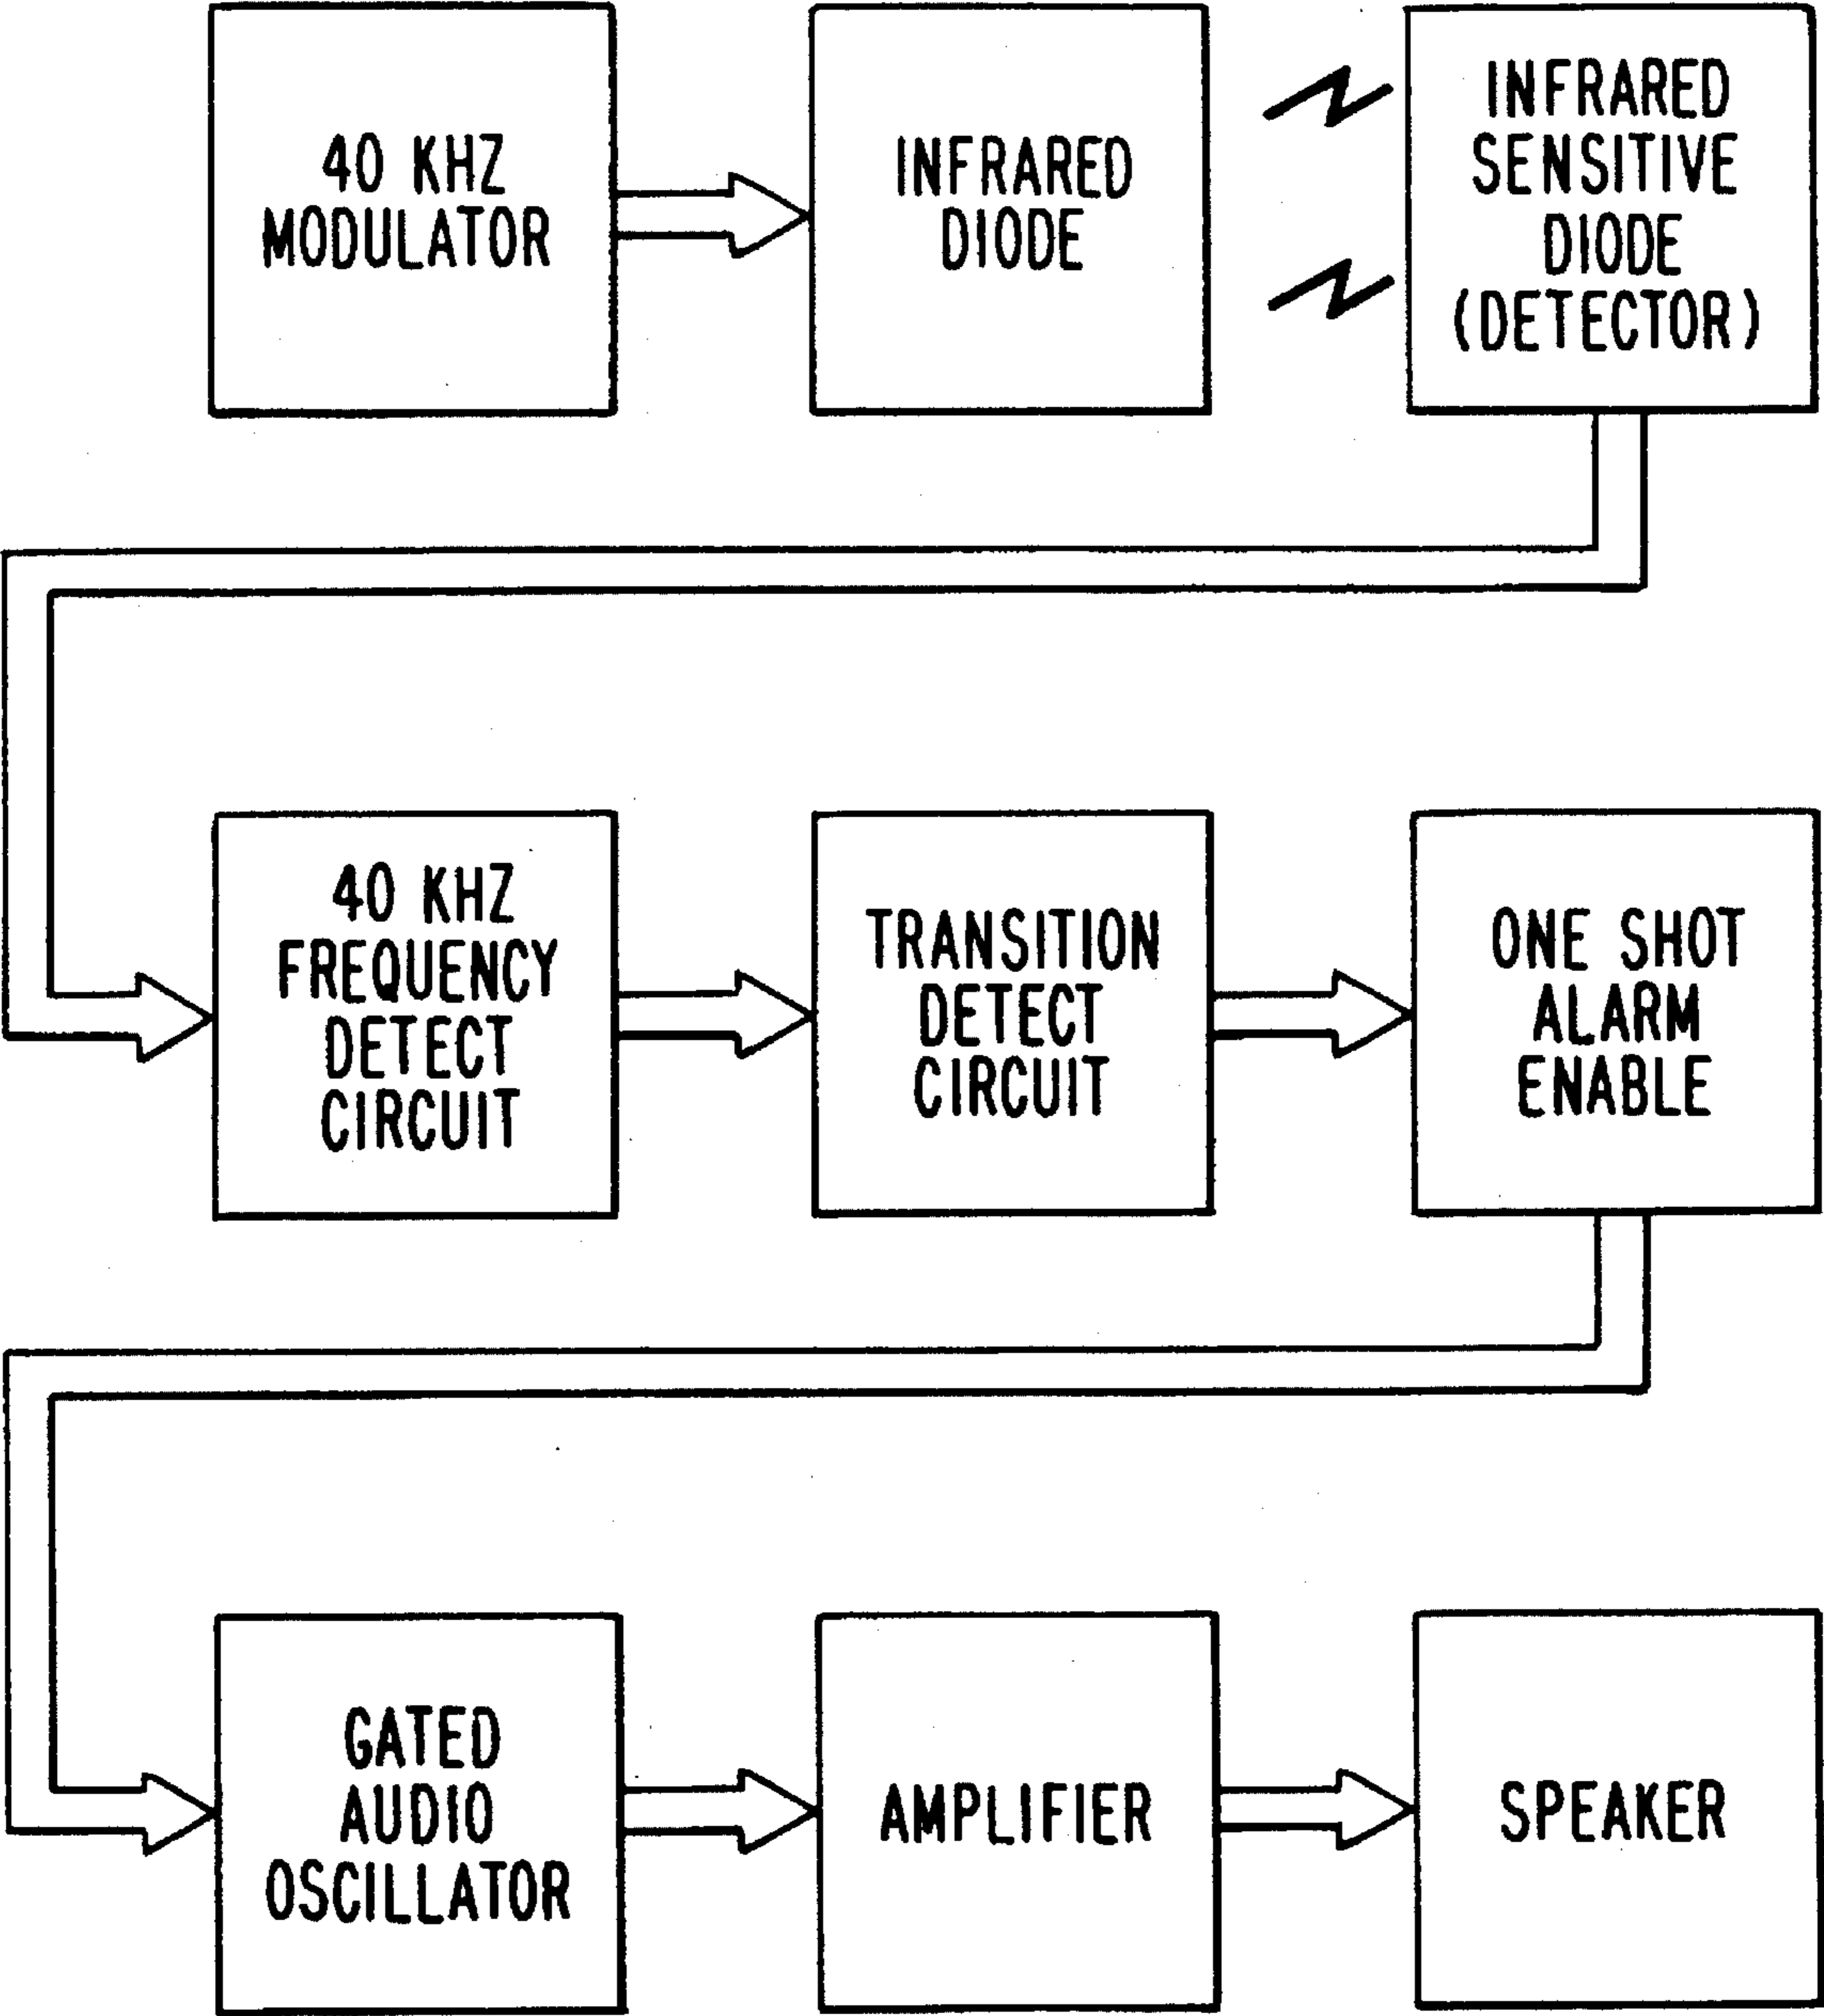 40 KHZ
MODULATOR
INFRARED
DIODE
INFRARED
SENSITIVE
DIODE
(DETECTOR)
40 KHZ
FREQUENCY
DETECT
CIRCUIT
TRANSITION
DETECT
CIRCUIT
ONE SHOT
ALARM
ENABLE
GATED
AUDIO
OSCILLATOR
AMPLIFIER
SPEAKER